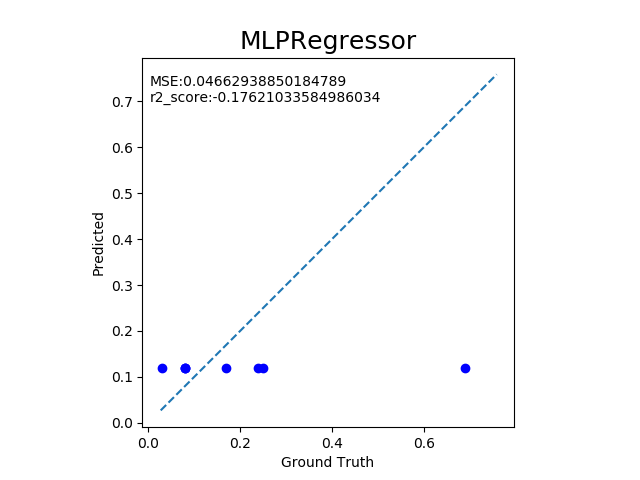 MLPRegressor
MSE:0.04662938850184789
r2_score:-0.17621033584986034
0.7
0.6
0.5
0.4
0.3
0.2
0.1
0.0
Predicted
0.0 0.2 0.4 0.6
Ground Truth